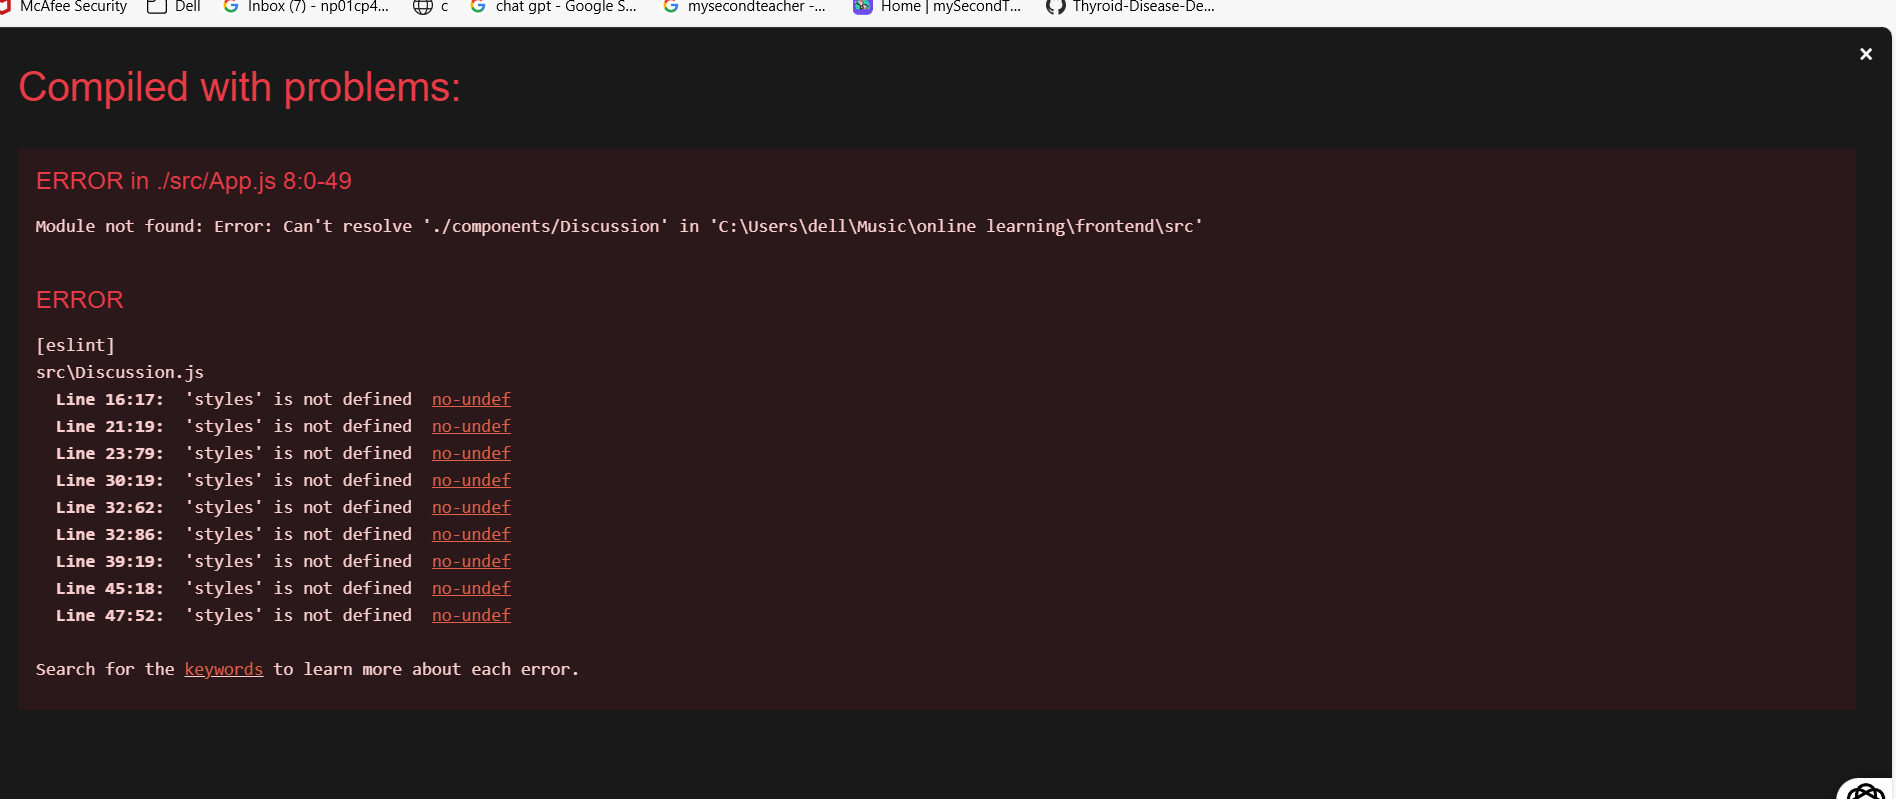 McAfee Security Dell Inbox (7) - np01cp4... c chat gpt - Google S... mysecondteacher -... Home | mySecondT... Thyroid-Disease-De...
×
Compiled with problems:
ERROR in ./src/App.js 8:0-49
Module not found: Error: Can't resolve './components/Discussion' in 'C:\Users\dell\Music\online learning\frontend\src'
ERROR
[eslint]
src\Discussion.js
Line 16:17: 'styles' is not defined no-undef
Line 21:19: 'styles' is not defined no-undef
Line 23:79: 'styles' is not defined no-undef
Line 30:19: 'styles' is not defined no-undef
Line 32:62: 'styles' is not defined no-undef
Line 32:86: 'styles' is not defined no-undef
Line 39:19: 'styles' is not defined no-undef
Line 45:18: 'styles' is not defined no-undef
Line 47:52: 'styles' is not defined no-undef
Search for the keywords to learn more about each error.